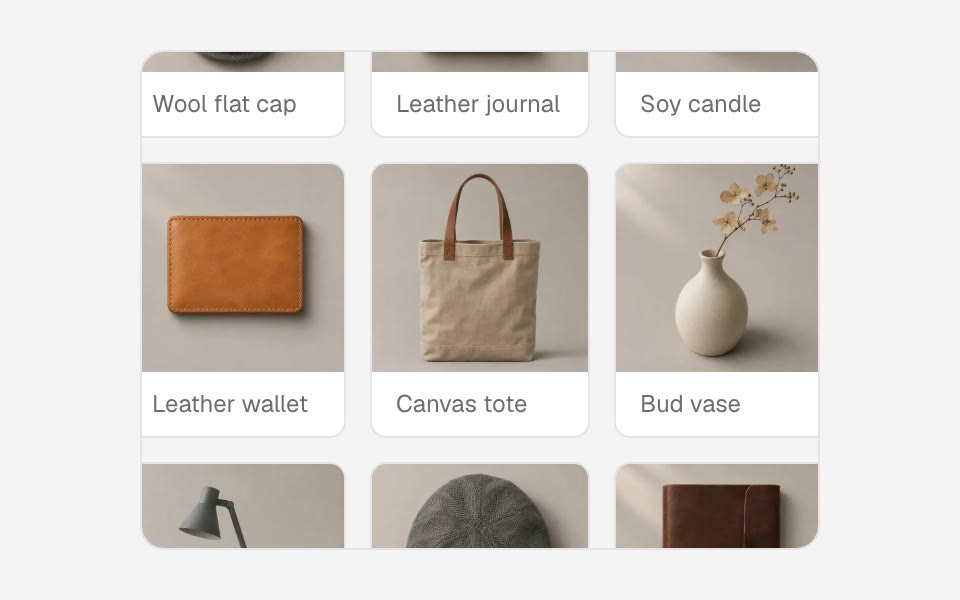 Wool flat cap
Leather journal
Soy candle
Leather wallet
Canvas tote
Bud vase